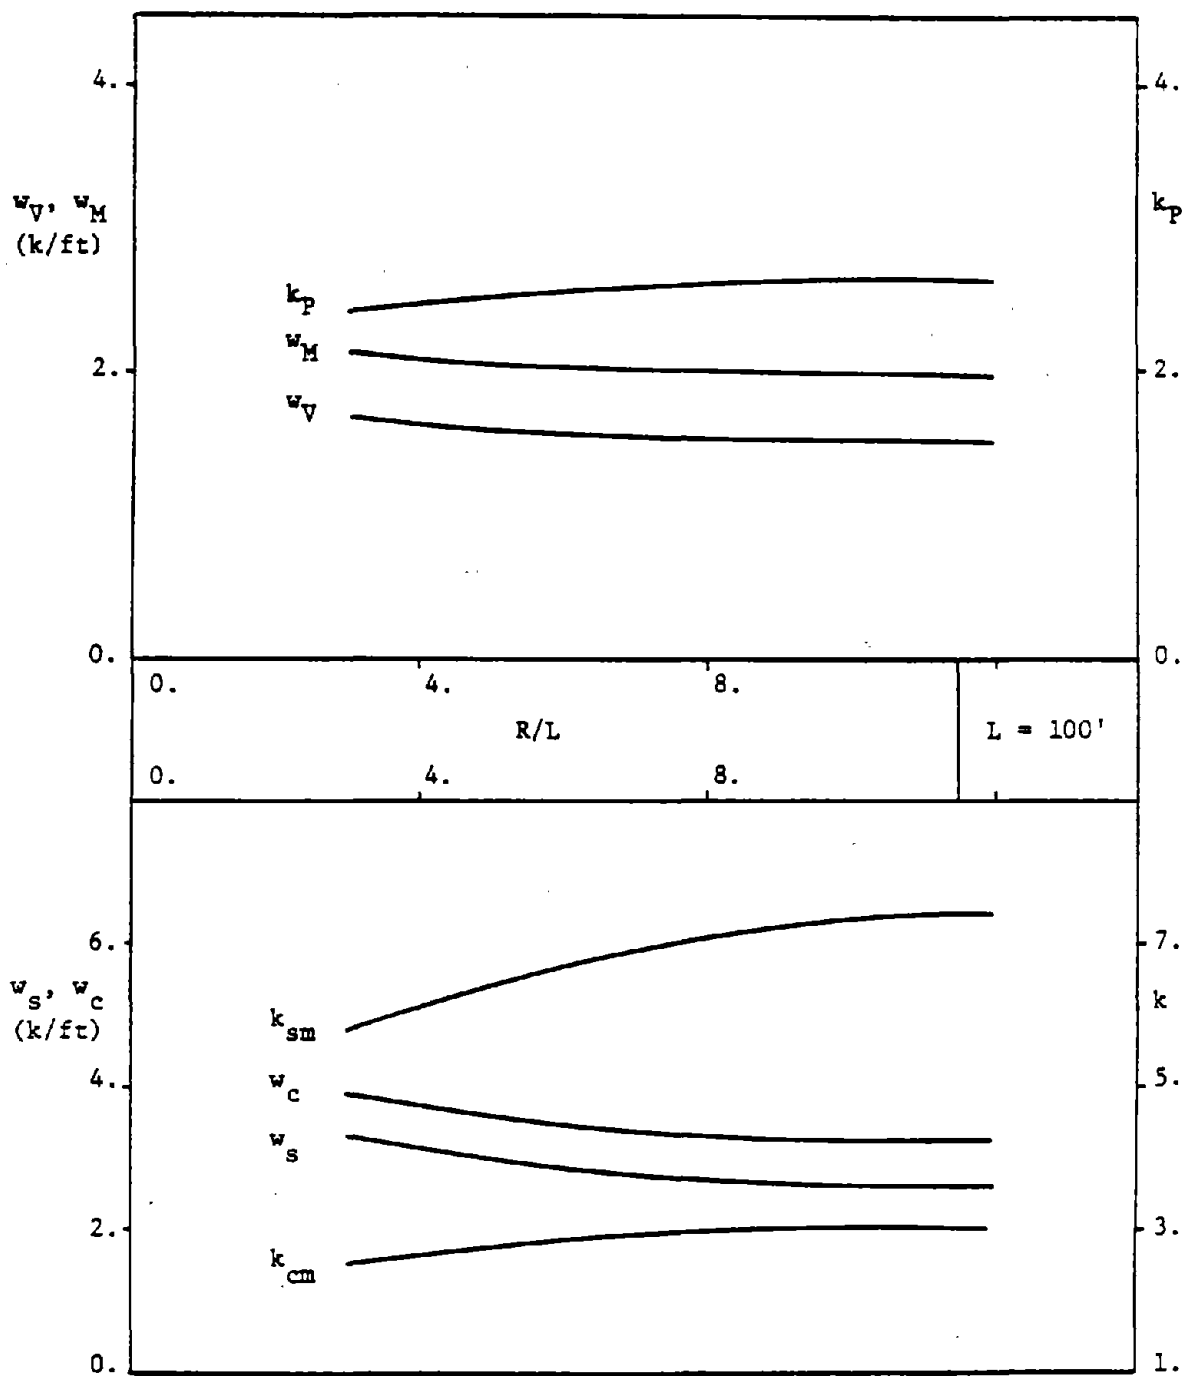 4. 4.
w_V, w_M k_P
(k/ft)
k_P
w_M
2. 2.
w_V
0. 0.
0. 4. 8.
R/L L = 100'
0. 4. 8.
6. 7.
w_s, w_c k
(k/ft)
k_sm
w_c
4. 5.
w_s
2. 3.
k_cm
0. 1.